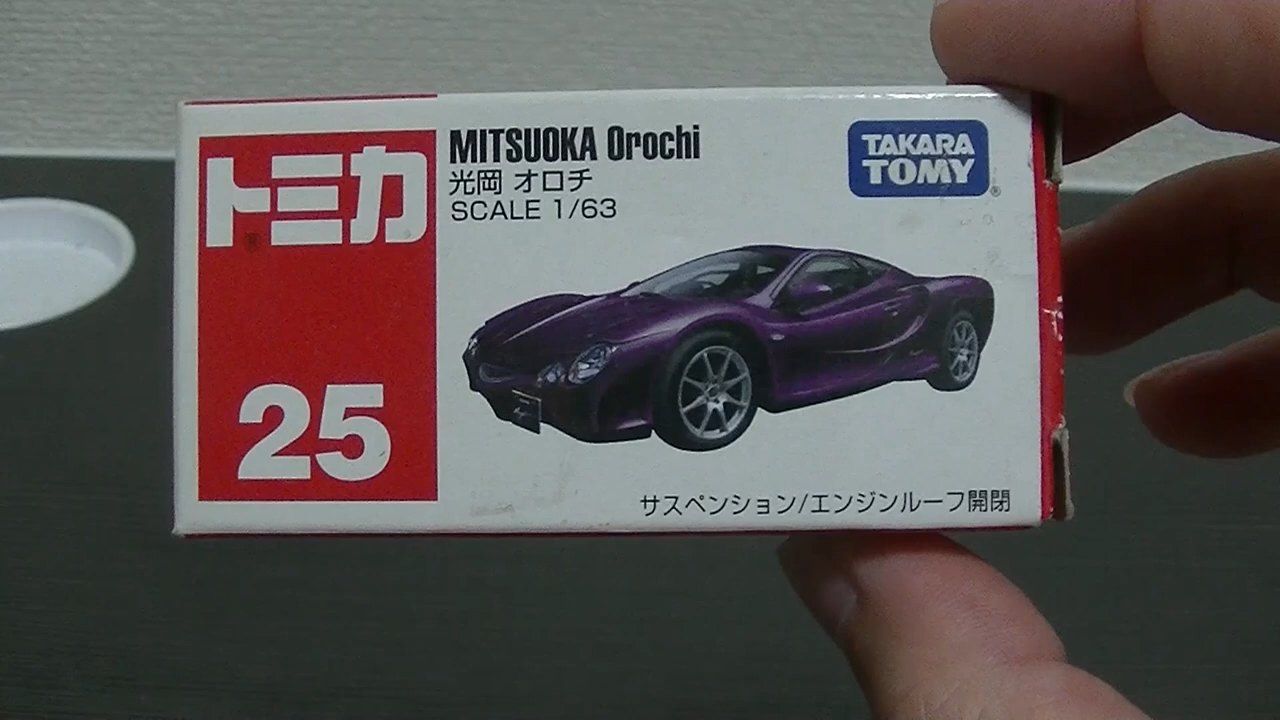 トミカ
25
MITSUOKA Orochi
光岡 オロチ
SCALE 1/63
TAKARA
TOMY
®
サスペンション/エンジンルーフ開閉